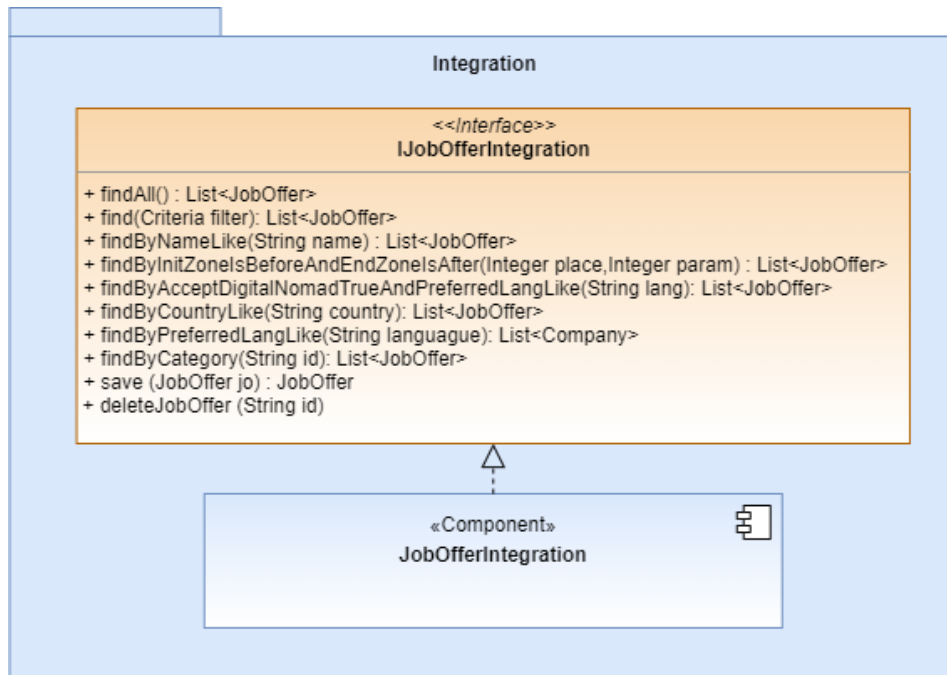 Integration
<<Interface>>
IJobOfferIntegration
+ findAll() : List<JobOffer>
+ find(Criteria filter): List<JobOffer>
+ findByNameLike(String name) : List<JobOffer>
+ findByInitZoneIsBeforeAndEndZoneIsAfter(Integer place,Integer param) : List<JobOffer>
+ findByAcceptDigitalNomadTrueAndPreferredLangLike(String lang): List<JobOffer>
+ findByCountryLike(String country): List<JobOffer>
+ findByPreferredLangLike(String languague): List<Company>
+ findByCategory(String id): List<JobOffer>
+ save (JobOffer jo) : JobOffer
+ deleteJobOffer (String id)
«Component»
JobOfferIntegration